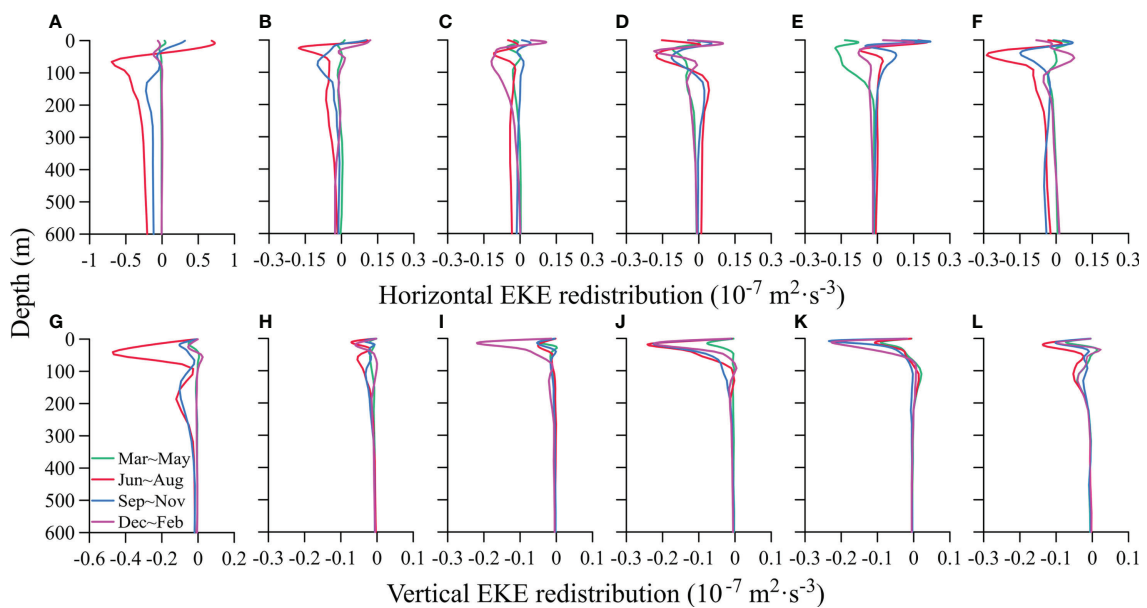 A B C D E F
0
100
200
300
400
500
600
-1 -0.5 0 0.5 1 -0.3 -0.15 0 0.15 0.3 -0.3 -0.15 0 0.15 0.3 -0.3 -0.15 0 0.15 0.3 -0.3 -0.15 0 0.15 0.3 -0.3 -0.15 0 0.15 0.3
Horizontal EKE redistribution (10⁻⁷ m²·s⁻³)
Depth (m)
G H I J K L
0
100
200
300
400
500
600
Mar~May
Jun~Aug
Sep~Nov
Dec~Feb
-0.6 -0.4 -0.2 0 0.2 -0.3 -0.2 -0.1 0 0.1 -0.3 -0.2 -0.1 0 0.1 -0.3 -0.2 -0.1 0 0.1 -0.3 -0.2 -0.1 0 0.1 -0.3 -0.2 -0.1 0 0.1
Vertical EKE redistribution (10⁻⁷ m²·s⁻³)